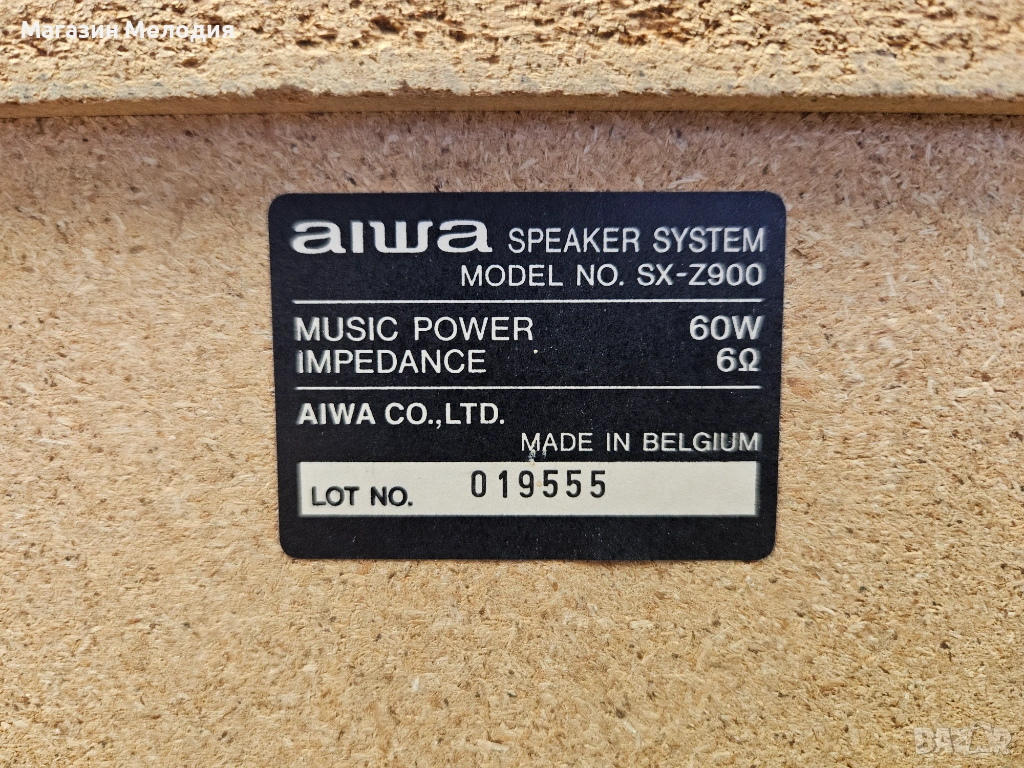 Магазин Мелодия
aiwa SPEAKER SYSTEM
MODEL NO. SX-Z900
MUSIC POWER 60W
IMPEDANCE 6Ω
AIWA CO.,LTD.
MADE IN BELGIUM
LOT NO. 019555
BAZAR